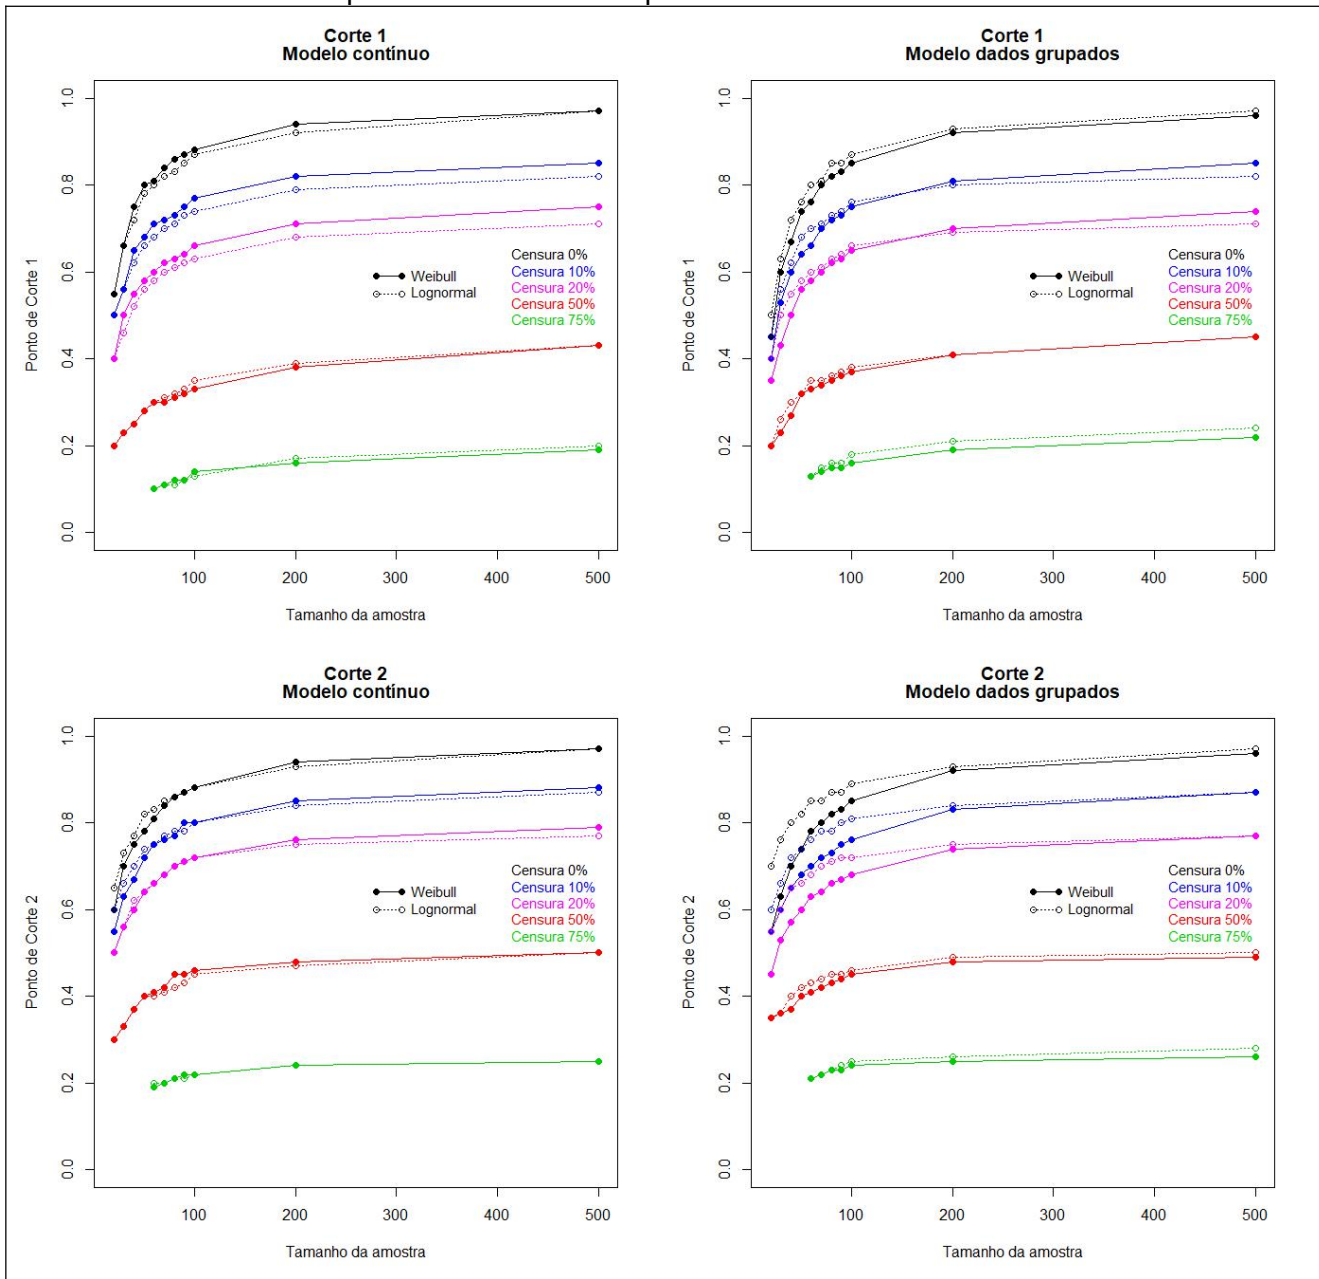 Corte 1
Modelo contínuo
Ponto de Corte 1
0.0 0.2 0.4 0.6 0.8 1.0
Weibull
Lognormal
Censura 0%
Censura 10%
Censura 20%
Censura 50%
Censura 75%
100 200 300 400 500
Tamanho da amostra
Corte 1
Modelo dados grupados
Ponto de Corte 1
0.0 0.2 0.4 0.6 0.8 1.0
Weibull
Lognormal
Censura 0%
Censura 10%
Censura 20%
Censura 50%
Censura 75%
100 200 300 400 500
Tamanho da amostra
Corte 2
Modelo contínuo
Ponto de Corte 2
0.0 0.2 0.4 0.6 0.8 1.0
Weibull
Lognormal
Censura 0%
Censura 10%
Censura 20%
Censura 50%
Censura 75%
100 200 300 400 500
Tamanho da amostra
Corte 2
Modelo dados grupados
Ponto de Corte 2
0.0 0.2 0.4 0.6 0.8 1.0
Weibull
Lognormal
Censura 0%
Censura 10%
Censura 20%
Censura 50%
Censura 75%
100 200 300 400 500
Tamanho da amostra